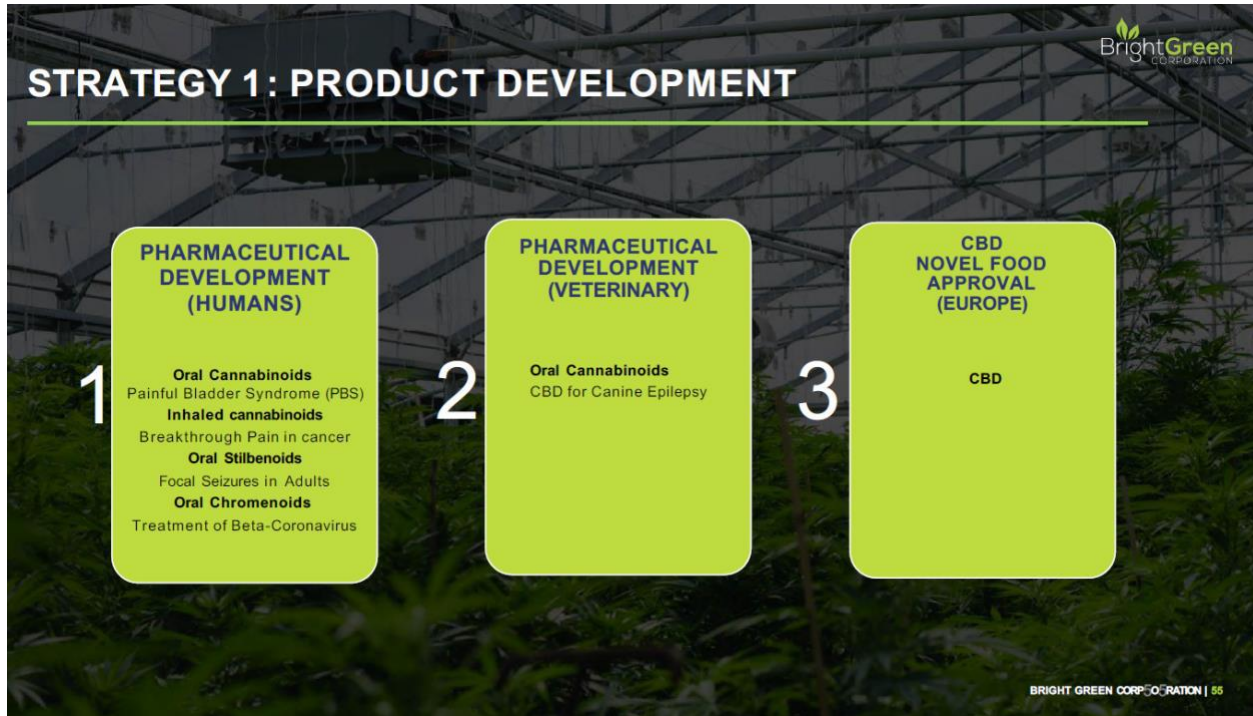 BrightGreen
CORPORATION
STRATEGY 1: PRODUCT DEVELOPMENT
1
PHARMACEUTICAL
DEVELOPMENT
(HUMANS)
Oral Cannabinoids
Painful Bladder Syndrome (PBS)
Inhaled cannabinoids
Breakthrough Pain in cancer
Oral Stilbenoids
Focal Seizures in Adults
Oral Chromenoids
Treatment of Beta-Coronavirus
2
PHARMACEUTICAL
DEVELOPMENT
(VETERINARY)
Oral Cannabinoids
CBD for Canine Epilepsy
3
CBD
NOVEL FOOD
APPROVAL
(EUROPE)
CBD
BRIGHT GREEN CORP5O5RATION | 55